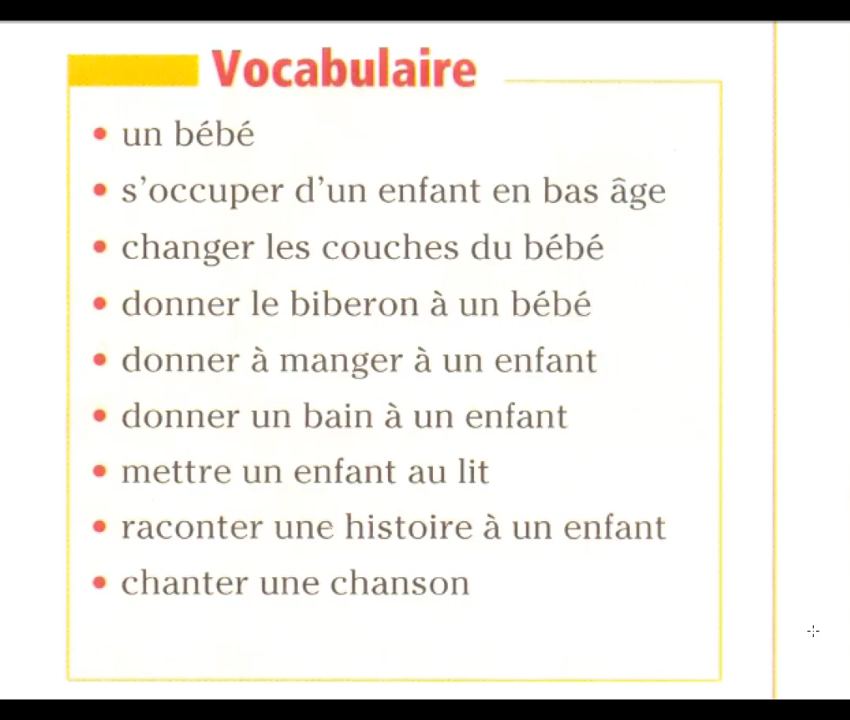 Vocabulaire
• un bébé
• s'occuper d'un enfant en bas âge
• changer les couches du bébé
• donner le biberon à un bébé
• donner à manger à un enfant
• donner un bain à un enfant
• mettre un enfant au lit
• raconter une histoire à un enfant
• chanter une chanson